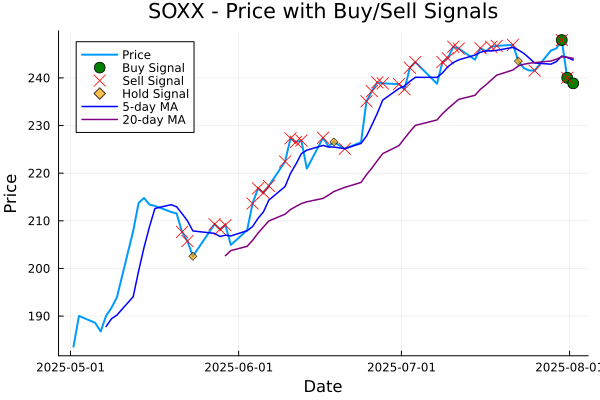 SOXX - Price with Buy/Sell Signals
Price
Buy Signal
Sell Signal
Hold Signal
5-day MA
20-day MA
240
230
220
210
200
190
Price
2025-05-01
2025-06-01
2025-07-01
2025-08-01
Date